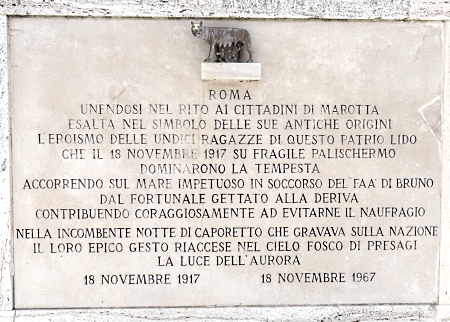 ROMA
UNENDOSI NEL RITO AI CITTADINI DI MAROTTA
ESALTA NEL SIMBOLO DELLE SUE ANTICHE ORIGINI
L'EROISMO DELLE UNDICI RAGAZZE DI QUESTO PATRIO LIDO
CHE IL 18 NOVEMBRE 1917 SU FRAGILE PALISCHERMO
DOMINARONO LA TEMPESTA
ACCORRENDO SUL MARE IMPETUOSO IN SOCCORSO DEL FAA' DI BRUNO
DAL FORTUNALE GETTATO ALLA DERIVA
CONTRIBUENDO CORAGGIOSAMENTE AD EVITARNE IL NAUFRAGIO
NELLA INCOMBENTE NOTTE DI CAPORETTO CHE GRAVAVA SULLA NAZIONE
IL LORO EPICO GESTO RIACCESE NEL CIELO FOSCO DI PRESAGI
LA LUCE DELL'AURORA
18 NOVEMBRE 1917 18 NOVEMBRE 1967